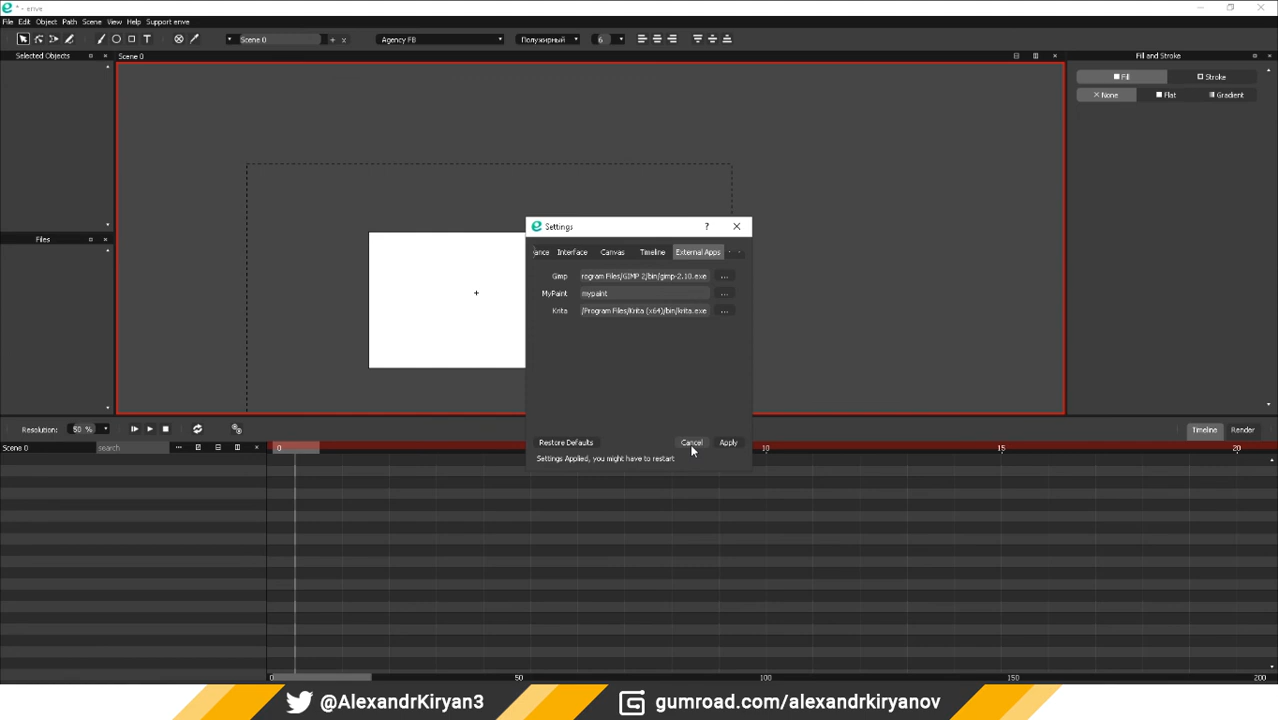 * - enve
File Edit Object Path Scene View Help Support enve
Scene 0 + x Agency FB Полужирный 6
Selected Objects
Scene 0
Fill and Stroke
Fill Stroke
None Flat Gradient
Files
Settings ?
ance Interface Canvas Timeline External Apps
Gimp rogram Files/GIMP 2/bin/gimp-2.10.exe ...
MyPaint mypaint ...
Krita /Program Files/Krita (x64)/bin/krita.exe ...
Restore Defaults Cancel Apply
Settings Applied, you might have to restart
Resolution: 50 % Timeline Render
Scene 0 search 0 10 15 20
0 50 100 150 200
@AlexandrKiryan3 gumroad.com/alexandrkiryanov